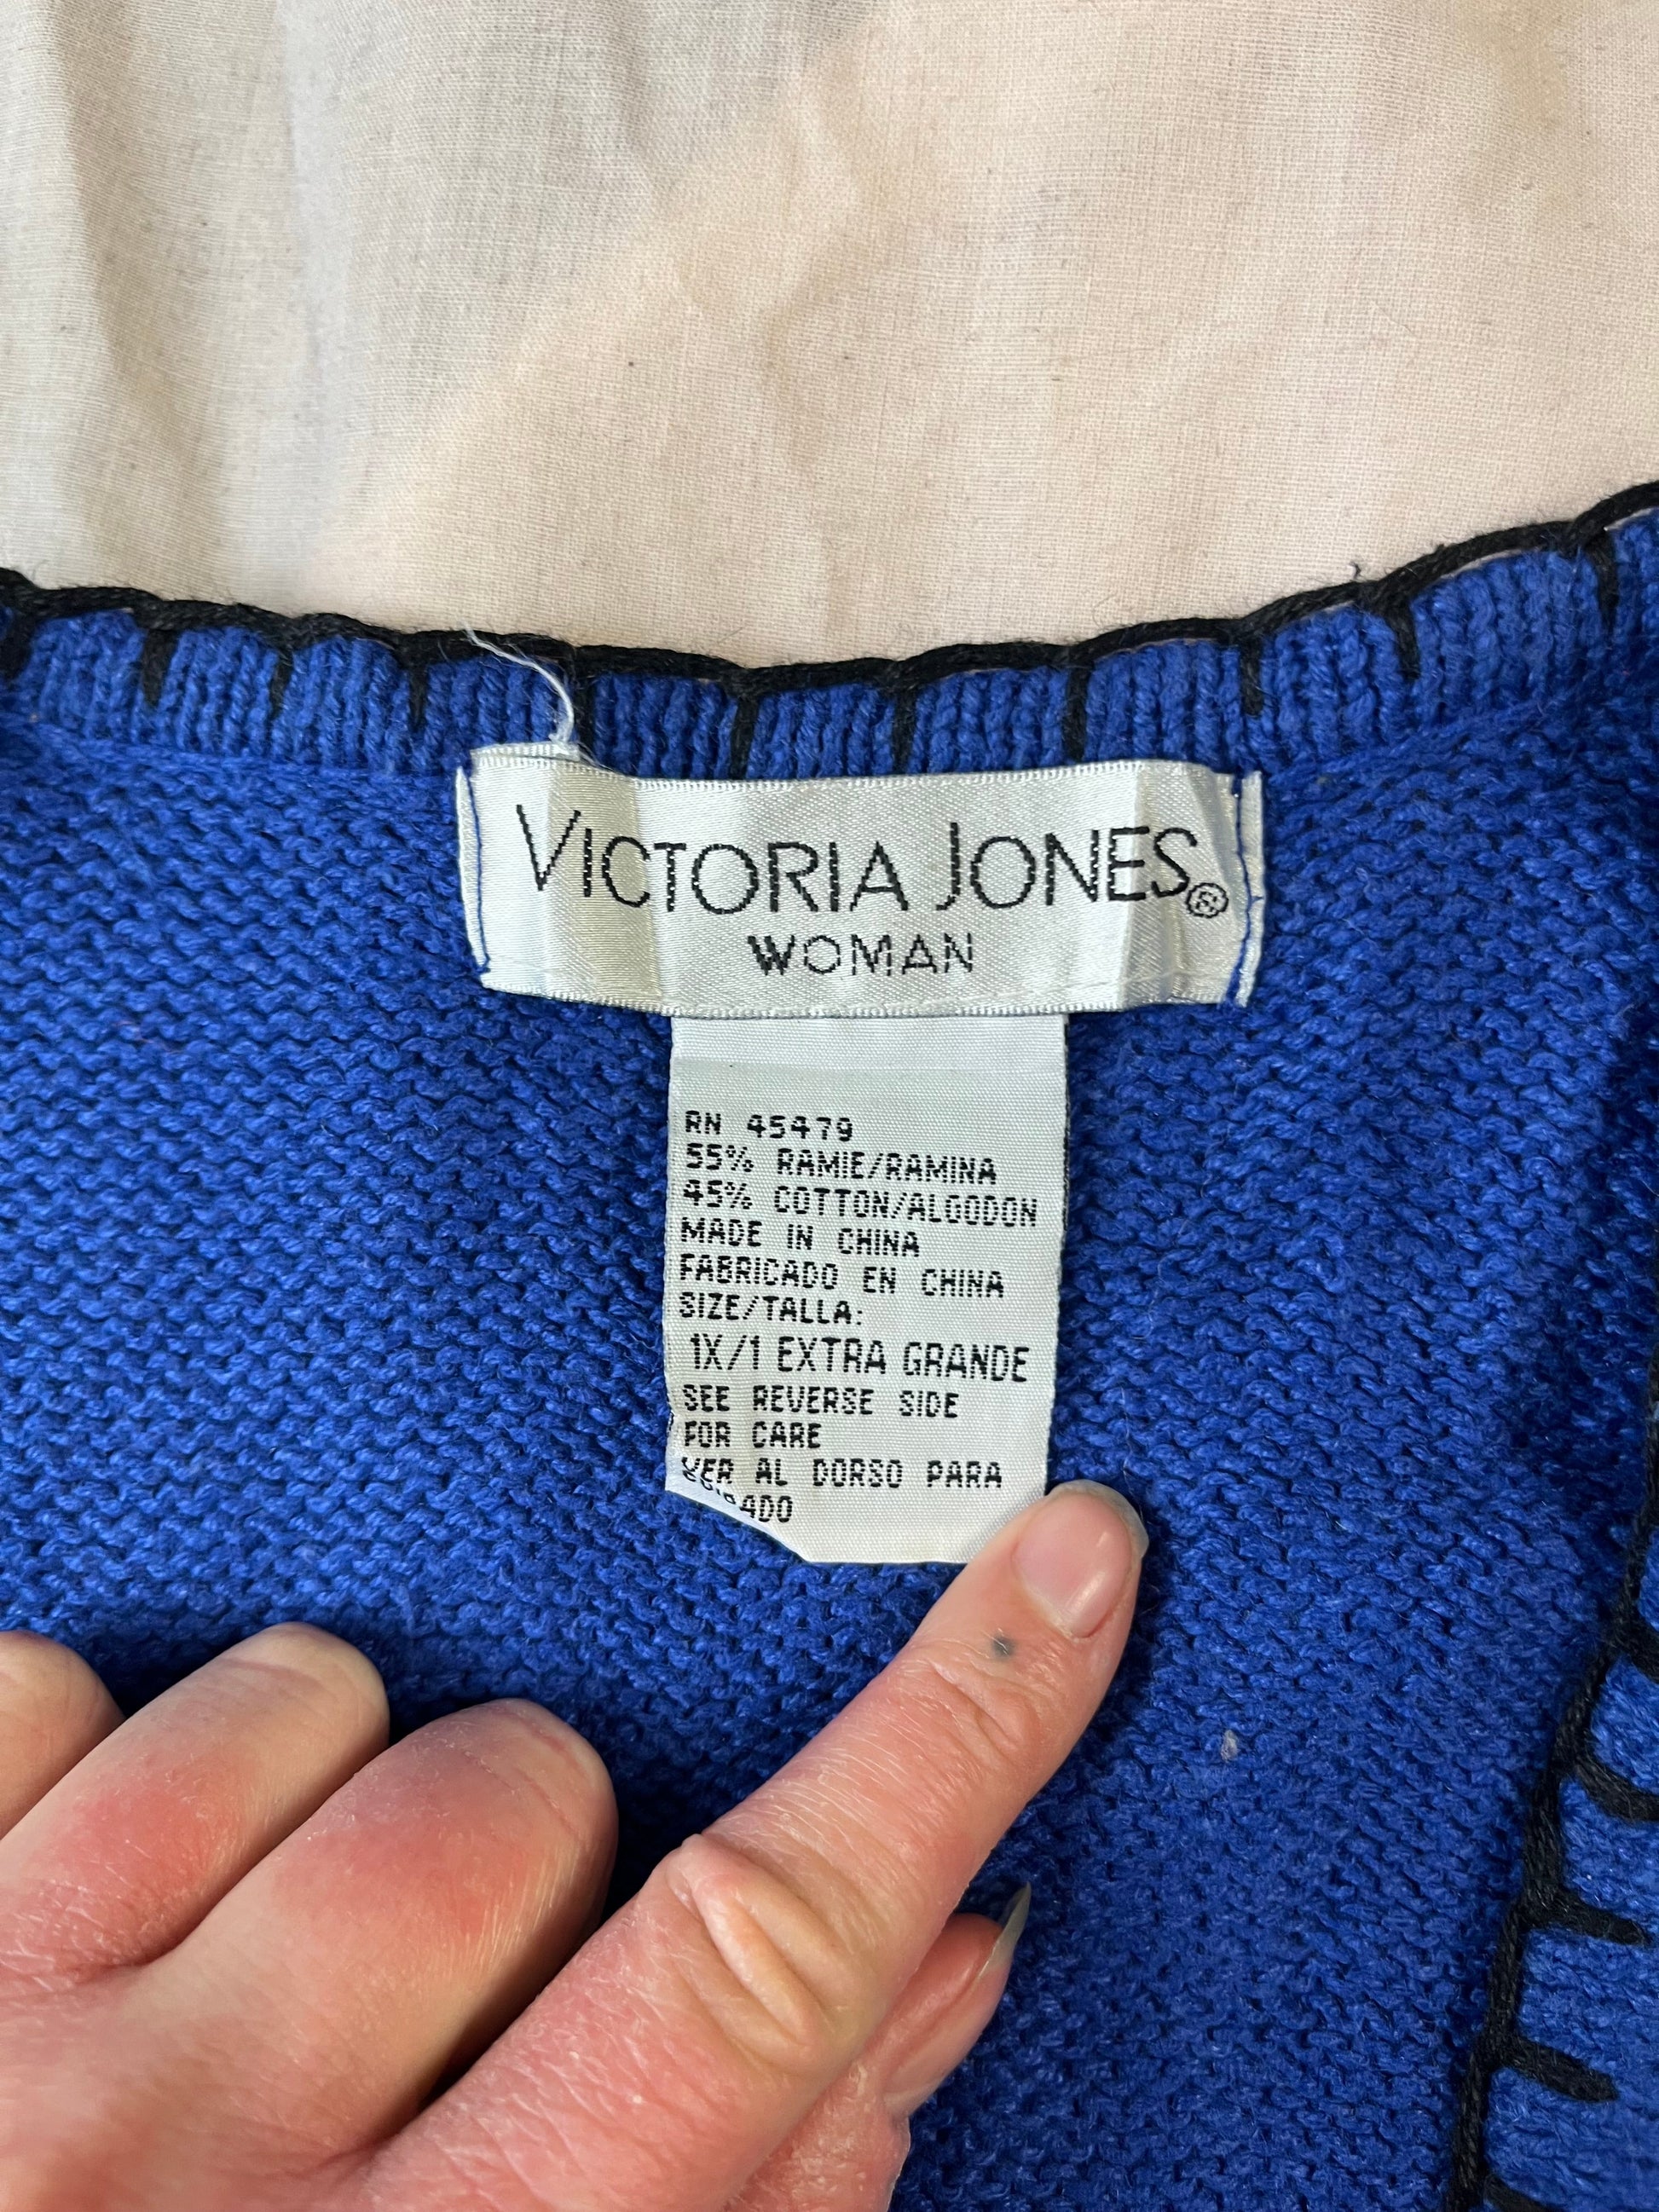 VICTORIA JONES®
WOMAN
RN 45479
55% RAMIE/RAMINA
45% COTTON/ALGODON
MADE IN CHINA
FABRICADO EN CHINA
SIZE/TALLA:
1X/1 EXTRA GRANDE
SEE REVERSE SIDE
FOR CARE
VER AL DORSO PARA